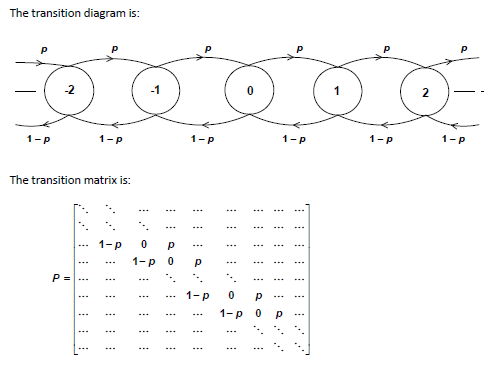 The transition diagram is:
p p p p p p
-2 -1 0 1 2
1-p 1-p 1-p 1-p 1-p 1-p
The transition matrix is:
⋱ ⋱ ... ... ... ... ... ... ...
⋱ ⋱ ⋱ ... ... ... ... ... ...
... 1-p 0 p ... ... ... ... ...
... ... 1-p 0 p ... ... ... ...
P = ... ... ... ⋱ ⋱ ⋱ ... ... ...
... ... ... ... 1-p 0 p ... ...
... ... ... ... ... 1-p 0 p ...
... ... ... ... ... ... ⋱ ⋱ ⋱
... ... ... ... ... ... ... ⋱ ⋱